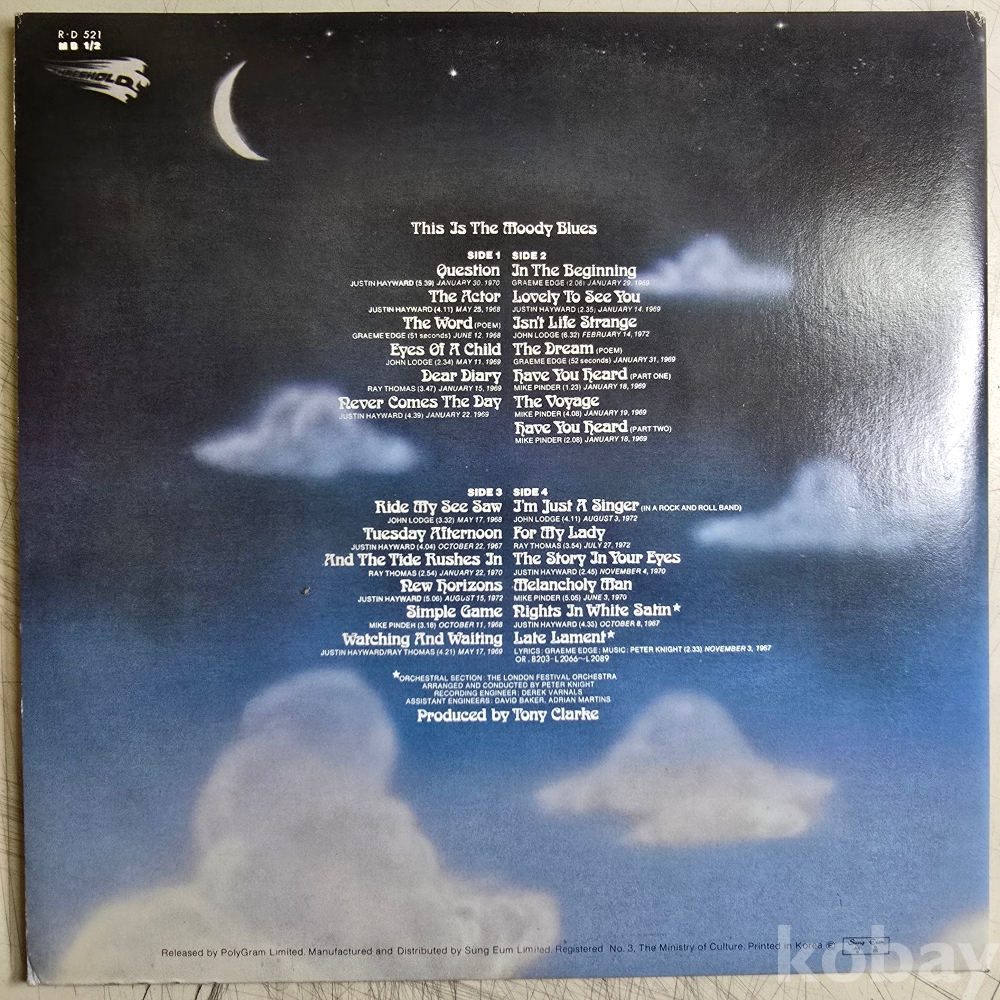 R·D 521
MB 1/2
THRESHOLD
This Is The Moody Blues
SIDE 1
Question
JUSTIN HAYWARD (5.39) JANUARY 30, 1970
The Actor
JUSTIN HAYWARD (4.11) MAY 25, 1968
The Word (POEM)
GRAEME EDGE (51 seconds) JUNE 12, 1968
Eyes Of A Child
JOHN LODGE (2.34) MAY 11, 1969
Dear Diary
RAY THOMAS (3.47) JANUARY 15, 1969
Never Comes The Day
JUSTIN HAYWARD (4.39) JANUARY 22, 1969
SIDE 2
In The Beginning
GRAEME EDGE (2.06) JANUARY 29, 1969
Lovely To See You
JUSTIN HAYWARD (2.35) JANUARY 14, 1969
Isn't Life Strange
JOHN LODGE (6.32) FEBRUARY 14, 1972
The Dream (POEM)
GRAEME EDGE (52 seconds) JANUARY 31, 1969
Have You Heard (PART ONE)
MIKE PINDER (1.23) JANUARY 18, 1969
The Voyage
MIKE PINDER (4.08) JANUARY 19, 1969
Have You Heard (PART TWO)
MIKE PINDER (2.08) JANUARY 18, 1969
SIDE 3
Ride My See Saw
JOHN LODGE (3.32) MAY 17, 1968
Tuesday Afternoon
JUSTIN HAYWARD (4.04) OCTOBER 22, 1967
And The Tide Rushes In
RAY THOMAS (2.54) JANUARY 22, 1970
New Horizons
JUSTIN HAYWARD (5.06) AUGUST 15, 1972
Simple Game
MIKE PINDER (3.18) OCTOBER 11, 1968
Watching And Waiting
JUSTIN HAYWARD/RAY THOMAS (4.21) MAY 17, 1969
SIDE 4
I'm Just A Singer (IN A ROCK AND ROLL BAND)
JOHN LODGE (4.11) AUGUST 3, 1972
For My Lady
RAY THOMAS (3.54) JULY 27, 1972
The Story In Your Eyes
JUSTIN HAYWARD (2.45) NOVEMBER 4, 1970
Melancholy Man
MIKE PINDER (5.05) JUNE 3, 1970
Nights In White Satin*
JUSTIN HAYWARD (4.33) OCTOBER 8, 1967
Late Lament*
LYRICS: GRAEME EDGE: MUSIC: PETER KNIGHT (2.33) NOVEMBER 3, 1967
OR. 8203-L2066~L2089
*ORCHESTRAL SECTION: THE LONDON FESTIVAL ORCHESTRA
ARRANGED AND CONDUCTED BY PETER KNIGHT
RECORDING ENGINEER: DEREK VARNALS
ASSISTANT ENGINEERS: DAVID BAKER, ADRIAN MARTINS
Produced by Tony Clarke
Released by PolyGram Limited. Manufactured and Distributed by Sung Eum Limited. Registered No. 3, The Ministry of Culture. Printed in Korea ℗ Sung Eum
kobay